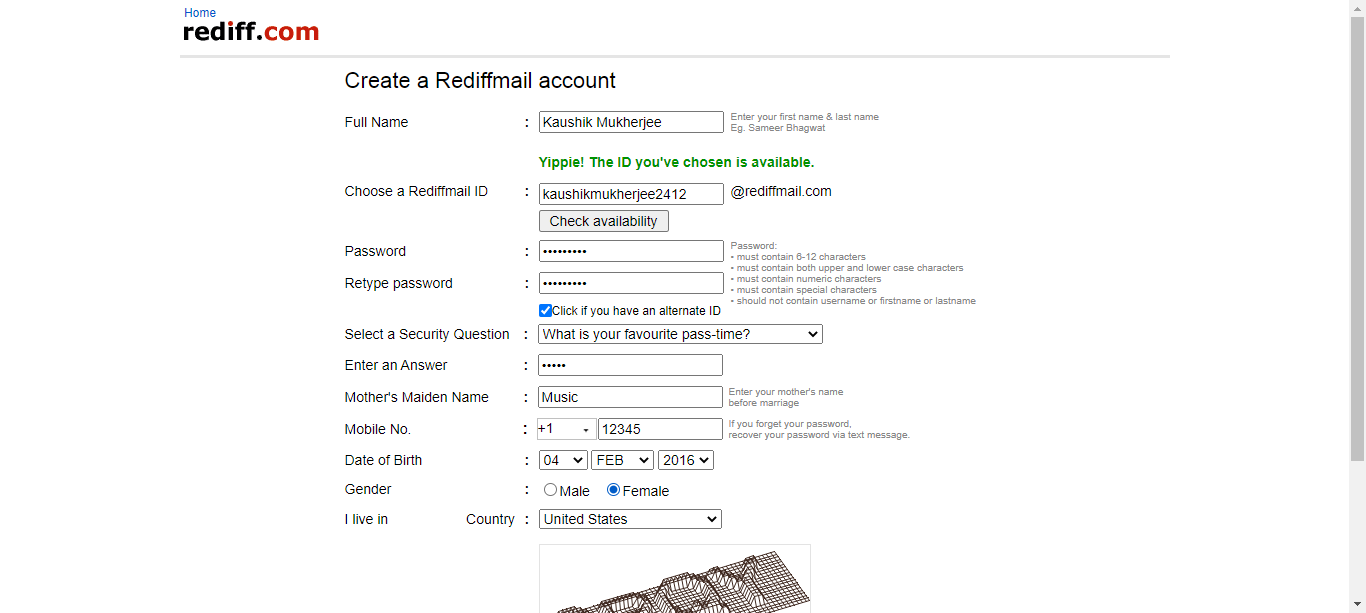 Home
rediff.com
Create a Rediffmail account
Full Name : Kaushik Mukherjee Enter your first name & last name
Eg. Sameer Bhagwat
Yippie! The ID you've chosen is available.
Choose a Rediffmail ID : kaushikmukherjee2412 @rediffmail.com
Check availability
Password : ••••••••• Password:
• must contain 6-12 characters
• must contain both upper and lower case characters
• must contain numeric characters
• must contain special characters
• should not contain username or firstname or lastname
Retype password : •••••••••
Click if you have an alternate ID
Select a Security Question : What is your favourite pass-time?
Enter an Answer : •••••
Mother's Maiden Name : Music Enter your mother's name
before marriage
Mobile No. : +1 12345 If you forget your password,
recover your password via text message.
Date of Birth : 04 FEB 2016
Gender : Male Female
I live in Country : United States